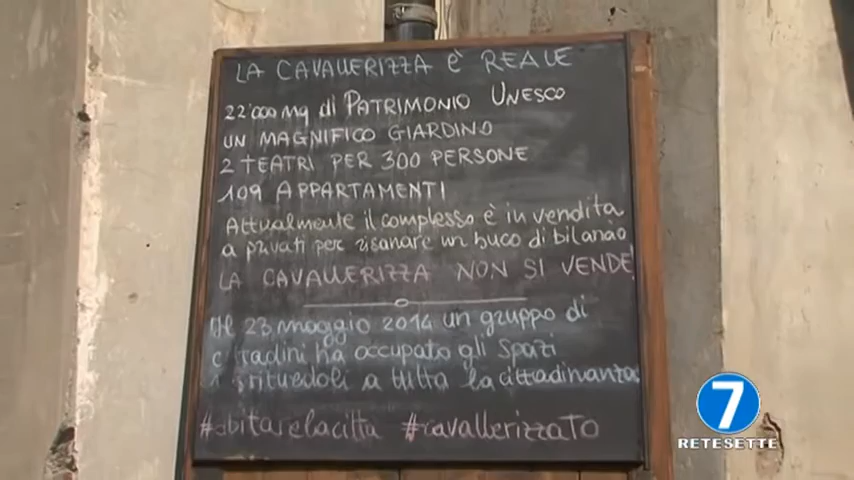 LA CAVALLERIZZA è REALE
22'000 mq di PATRIMONIO UNESCO
UN MAGNIFICO GIARDINO
2 TEATRI PER 300 PERSONE
109 APPARTAMENTI
Attualmente il complesso è in vendita
a privati per risanare un buco di bilancio
LA CAVALLERIZZA NON SI VENDE
Il 23 maggio 2014 un gruppo di
cittadini ha occupato gli spazi
a tutta la cittadinanza
#abitarelacitta #cavallerizzaTo
7
RETESETTE